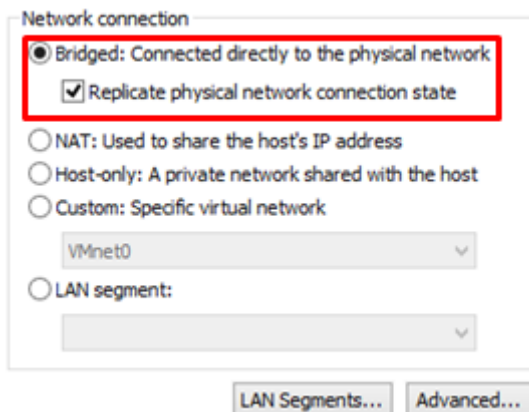 Network connection
Bridged: Connected directly to the physical network
Replicate physical network connection state
NAT: Used to share the host's IP address
Host-only: A private network shared with the host
Custom: Specific virtual network
VMnet0
LAN segment:
LAN Segments...
Advanced...